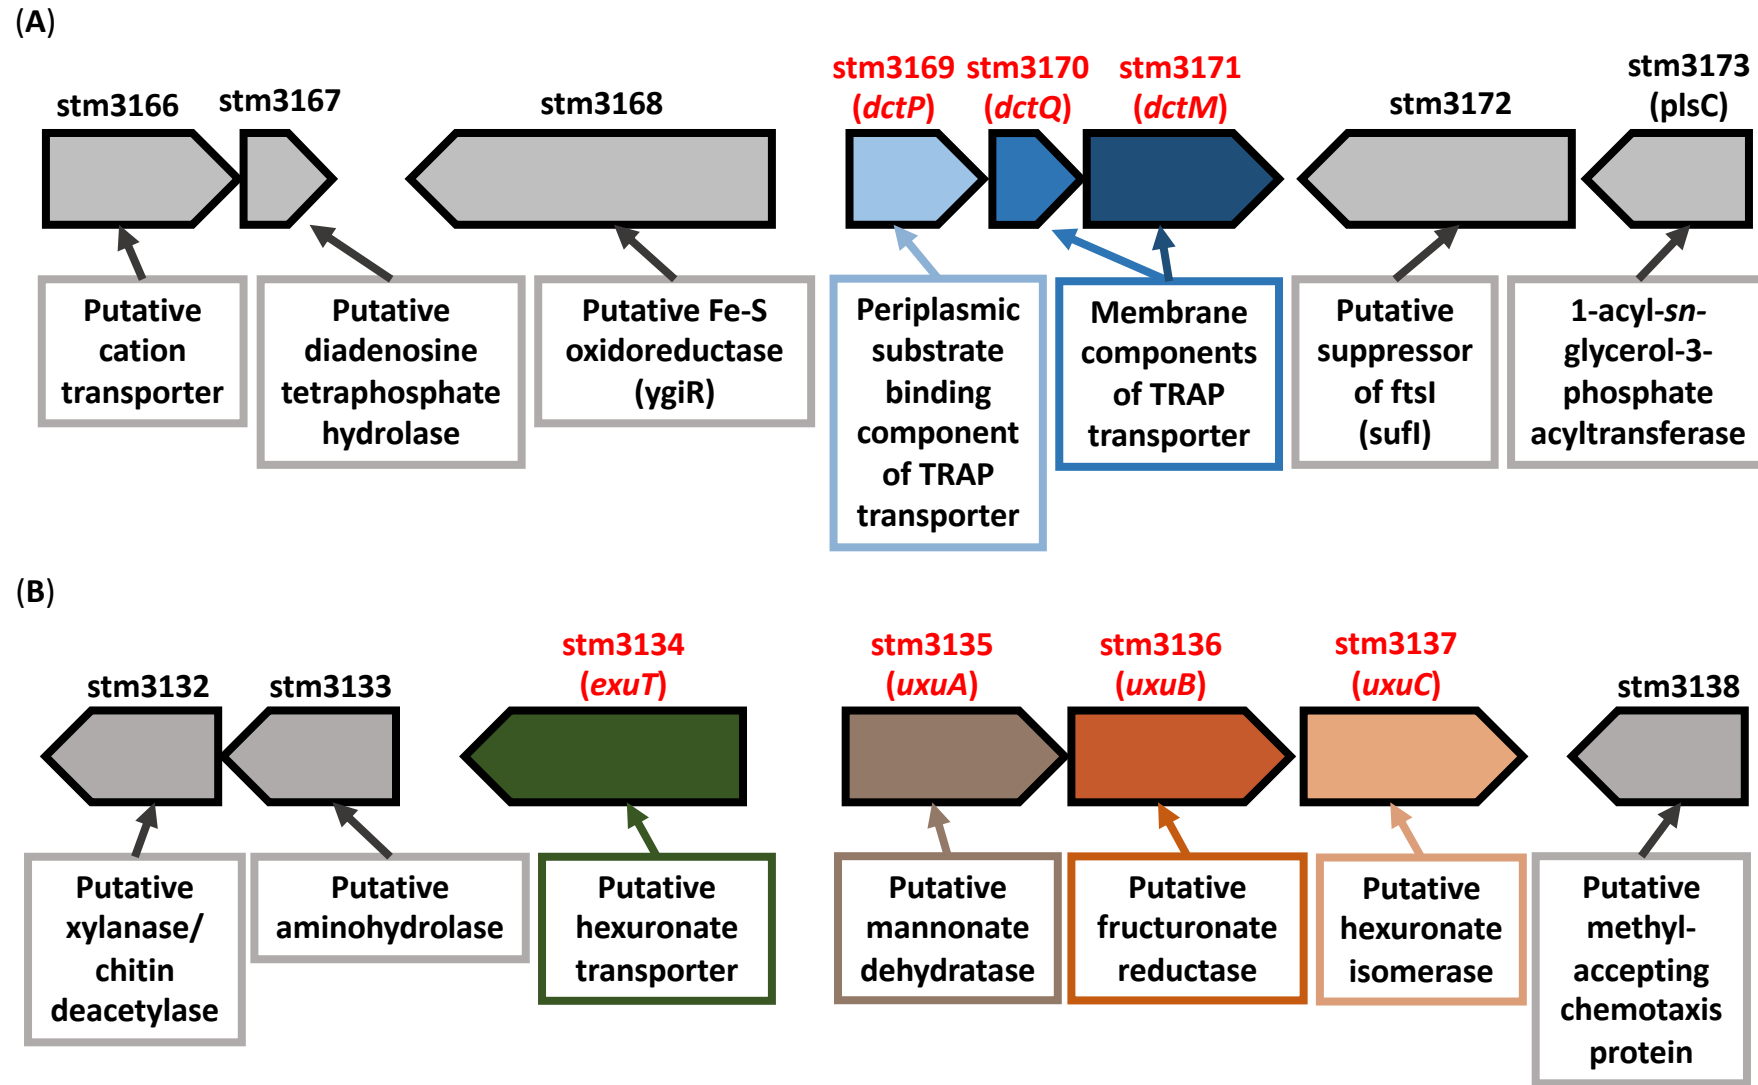 (A)
stm3166
stm3167
stm3168
stm3169
(dctP)
stm3170
(dctQ)
stm3171
(dctM)
stm3172
stm3173
(plsC)
Putative
cation
transporter
Putative
diadenosine
tetraphosphate
hydrolase
Putative Fe-S
oxidoreductase
(ygiR)
Periplasmic
substrate
binding
component
of TRAP
transporter
Membrane
components
of TRAP
transporter
Putative
suppressor
of ftsI
(sufI)
1-acyl-sn-
glycerol-3-
phosphate
acyltransferase
(B)
stm3132
stm3133
stm3134
(exuT)
stm3135
(uxuA)
stm3136
(uxuB)
stm3137
(uxuC)
stm3138
Putative
xylanase/
chitin
deacetylase
Putative
aminohydrolase
Putative
hexuronate
transporter
Putative
mannonate
dehydratase
Putative
fructuronate
reductase
Putative
hexuronate
isomerase
Putative
methyl-
accepting
chemotaxis
protein